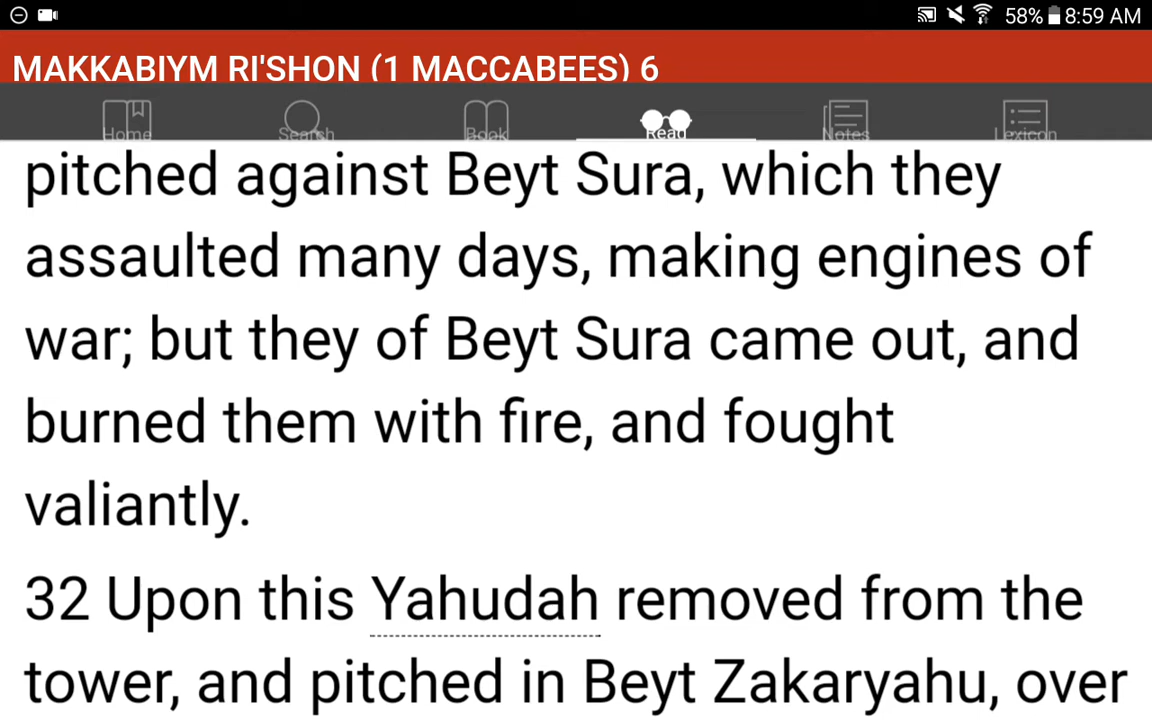 58% 8:59 AM
MAKKABIYM RI'SHON (1 MACCABEES) 6
Home Search Book Read Notes Lexicon
pitched against Beyt Sura, which they
assaulted many days, making engines of
war; but they of Beyt Sura came out, and
burned them with fire, and fought
valiantly.
32 Upon this Yahudah removed from the
tower, and pitched in Beyt Zakaryahu, over